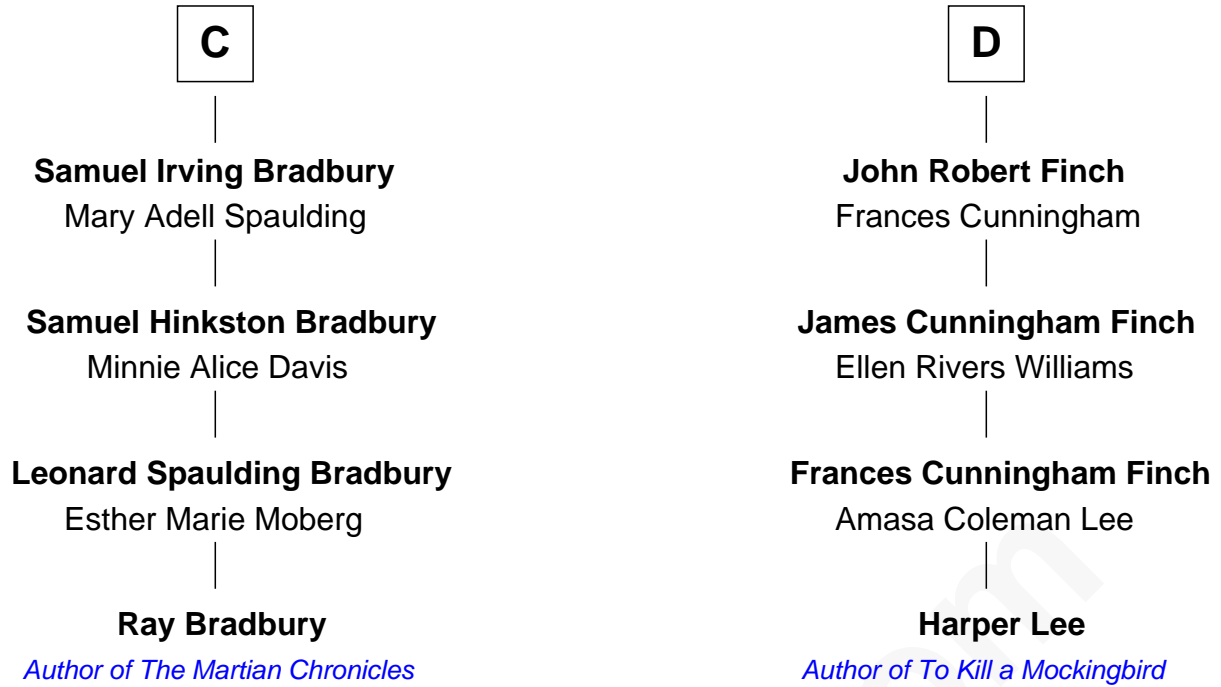 C
Samuel Irving Bradbury
Mary Adell Spaulding
Samuel Hinkston Bradbury
Minnie Alice Davis
Leonard Spaulding Bradbury
Esther Marie Moberg
Ray Bradbury
Author of The Martian Chronicles
D
John Robert Finch
Frances Cunningham
James Cunningham Finch
Ellen Rivers Williams
Frances Cunningham Finch
Amasa Coleman Lee
Harper Lee
Author of To Kill a Mockingbird